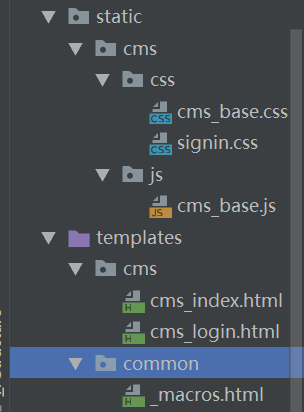 static
cms
css
cms_base.css
signin.css
js
cms_base.js
templates
cms
cms_index.html
cms_login.html
common
_macros.html